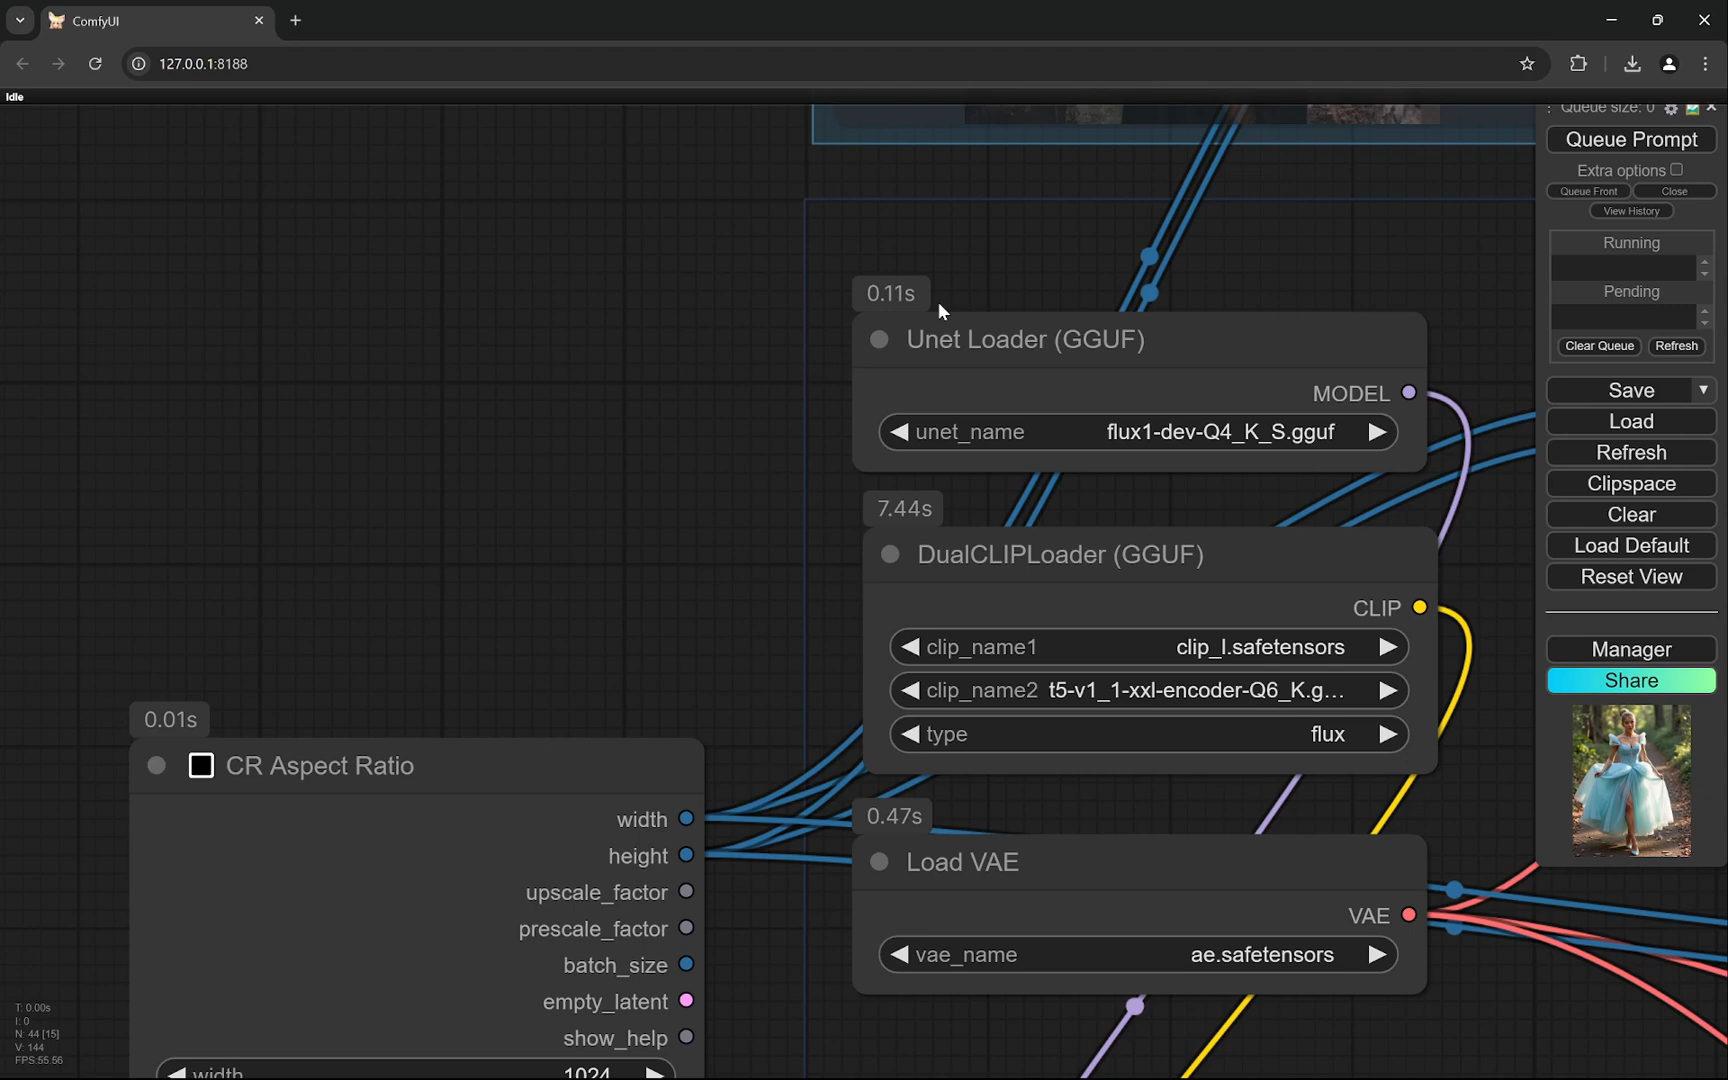 ComfyUI
127.0.0.1:8188
Idle
Queue size: 0
Queue Prompt
Extra options
Queue Front
Close
View History
Running
Pending
Clear Queue
Refresh
Save
Load
Refresh
Clipspace
Clear
Load Default
Reset View
Manager
Share
0.11s
Unet Loader (GGUF)
MODEL
unet_name flux1-dev-Q4_K_S.gguf
7.44s
DualCLIPLoader (GGUF)
CLIP
clip_name1 clip_l.safetensors
clip_name2 t5-v1_1-xxl-encoder-Q6_K.g...
type flux
0.47s
Load VAE
VAE
vae_name ae.safetensors
0.01s
CR Aspect Ratio
width
height
upscale_factor
prescale_factor
batch_size
empty_latent
show_help
width 1024
T: 0.00s
I: 0
N: 44 [15]
V: 144
FPS:55.56